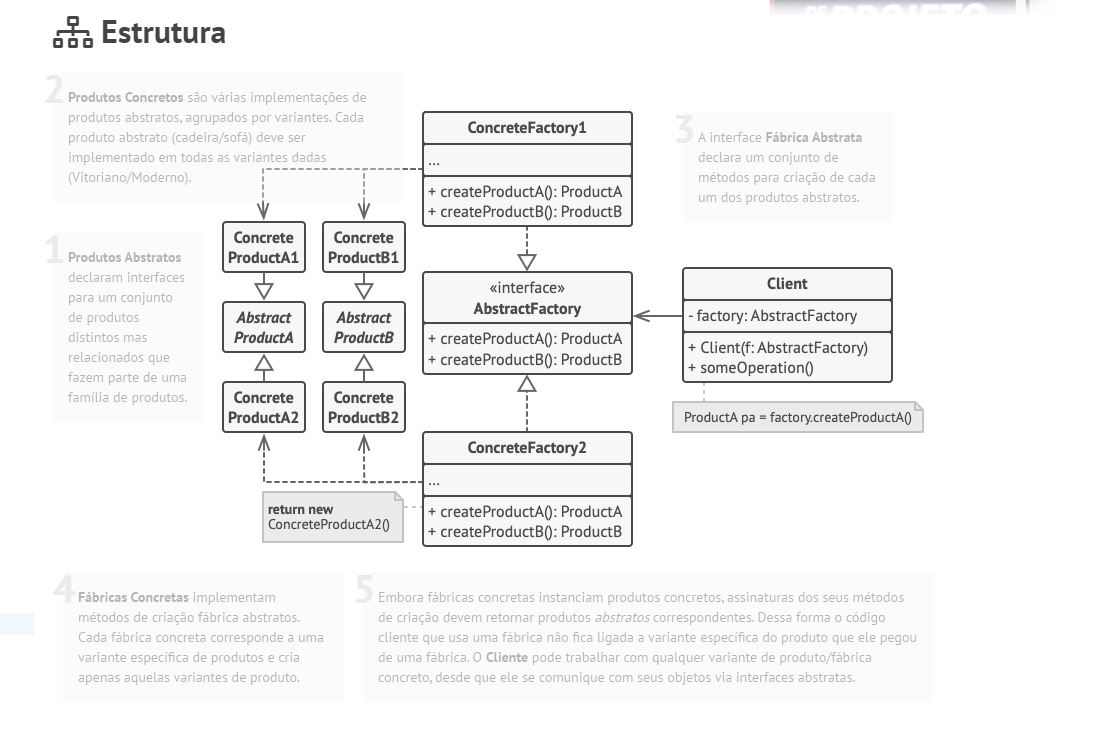 PROJETO
Estrutura
2
Produtos Concretos são várias implementações de
produtos abstratos, agrupados por variantes. Cada
produto abstrato (cadeira/sofá) deve ser
implementado em todas as variantes dadas
(Vitoriano/Moderno).
ConcreteFactory1
...
+ createProductA(): ProductA
+ createProductB(): ProductB
3
A interface Fábrica Abstrata
declara um conjunto de
métodos para criação de cada
um dos produtos abstratos.
1
Produtos Abstratos
declaram interfaces
para um conjunto
de produtos
distintos mas
relacionados que
fazem parte de uma
família de produtos.
Concrete
ProductA1
Concrete
ProductB1
Abstract
ProductA
Abstract
ProductB
Concrete
ProductA2
Concrete
ProductB2
«interface»
AbstractFactory
+ createProductA(): ProductA
+ createProductB(): ProductB
Client
- factory: AbstractFactory
+ Client(f: AbstractFactory)
+ someOperation()
ProductA pa = factory.createProductA()
ConcreteFactory2
...
+ createProductA(): ProductA
+ createProductB(): ProductB
return new
ConcreteProductA2()
4
Fábricas Concretas implementam
métodos de criação fábrica abstratos.
Cada fábrica concreta corresponde a uma
variante específica de produtos e cria
apenas aquelas variantes de produto.
5
Embora fábricas concretas instanciam produtos concretos, assinaturas dos seus métodos
de criação devem retornar produtos abstratos correspondentes. Dessa forma o código
cliente que usa uma fábrica não fica ligada a variante específica do produto que ele pegou
de uma fábrica. O Cliente pode trabalhar com qualquer variante de produto/fábrica
concreto, desde que ele se comunique com seus objetos via interfaces abstratas.